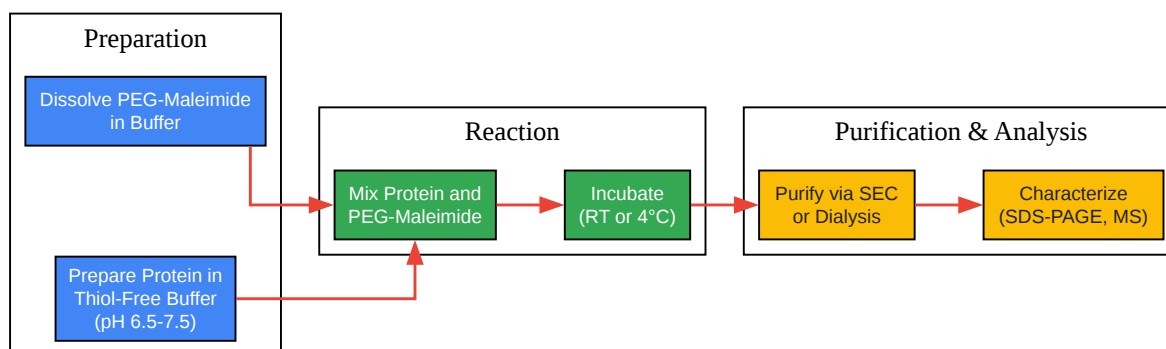 Preparation
Dissolve PEG-Maleimide
in Buffer
Prepare Protein in
Thiol-Free Buffer
(pH 6.5-7.5)
Reaction
Mix Protein and
PEG-Maleimide
Incubate
(RT or 4°C)
Purification & Analysis
Purify via SEC
or Dialysis
Characterize
(SDS-PAGE, MS)